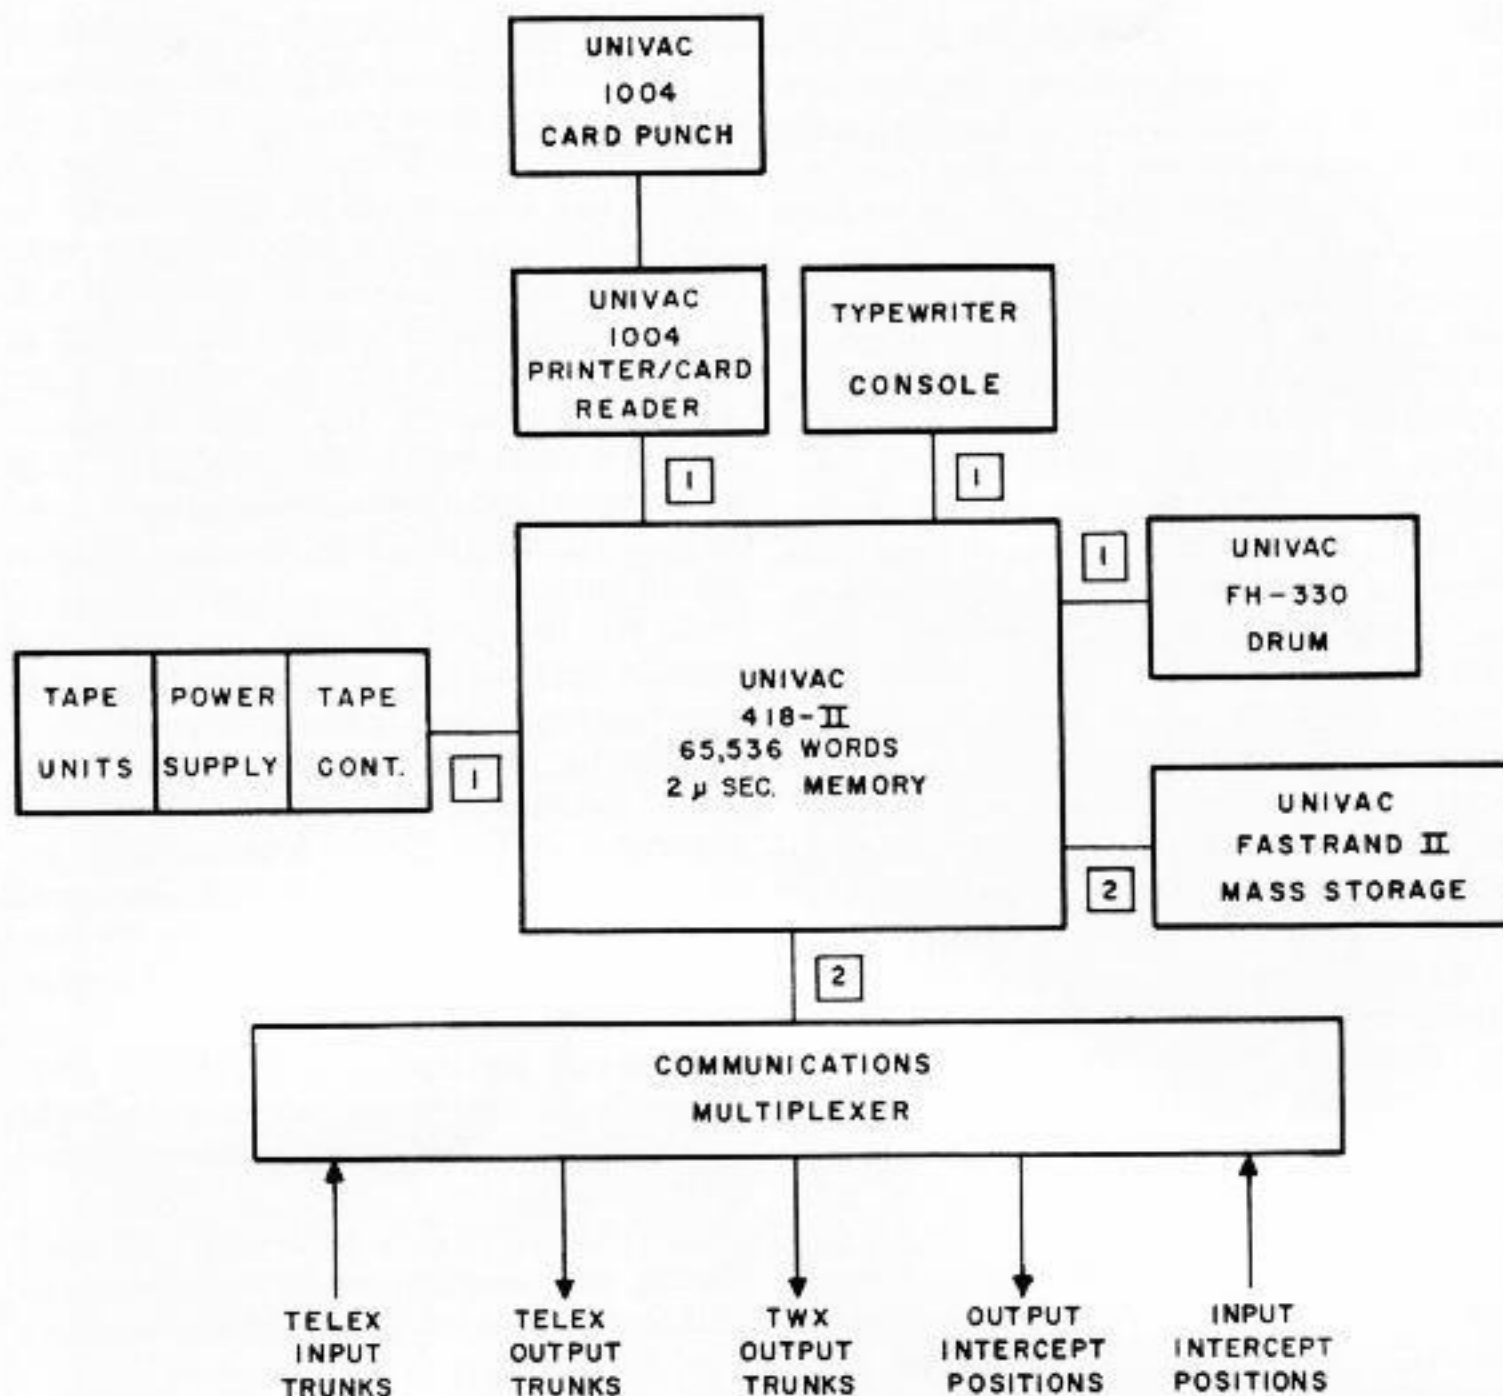 UNIVAC
1004
CARD PUNCH
UNIVAC
1004
PRINTER/CARD
READER
TYPEWRITER
CONSOLE
1
1
1
UNIVAC
FH-330
DRUM
TAPE
UNITS
POWER
SUPPLY
TAPE
CONT.
1
UNIVAC
418-II
65,536 WORDS
2 μ SEC. MEMORY
UNIVAC
FASTRAND II
MASS STORAGE
2
2
COMMUNICATIONS
MULTIPLEXER
TELEX
INPUT
TRUNKS
TELEX
OUTPUT
TRUNKS
TWX
OUTPUT
TRUNKS
OUTPUT
INTERCEPT
POSITIONS
INPUT
INTERCEPT
POSITIONS